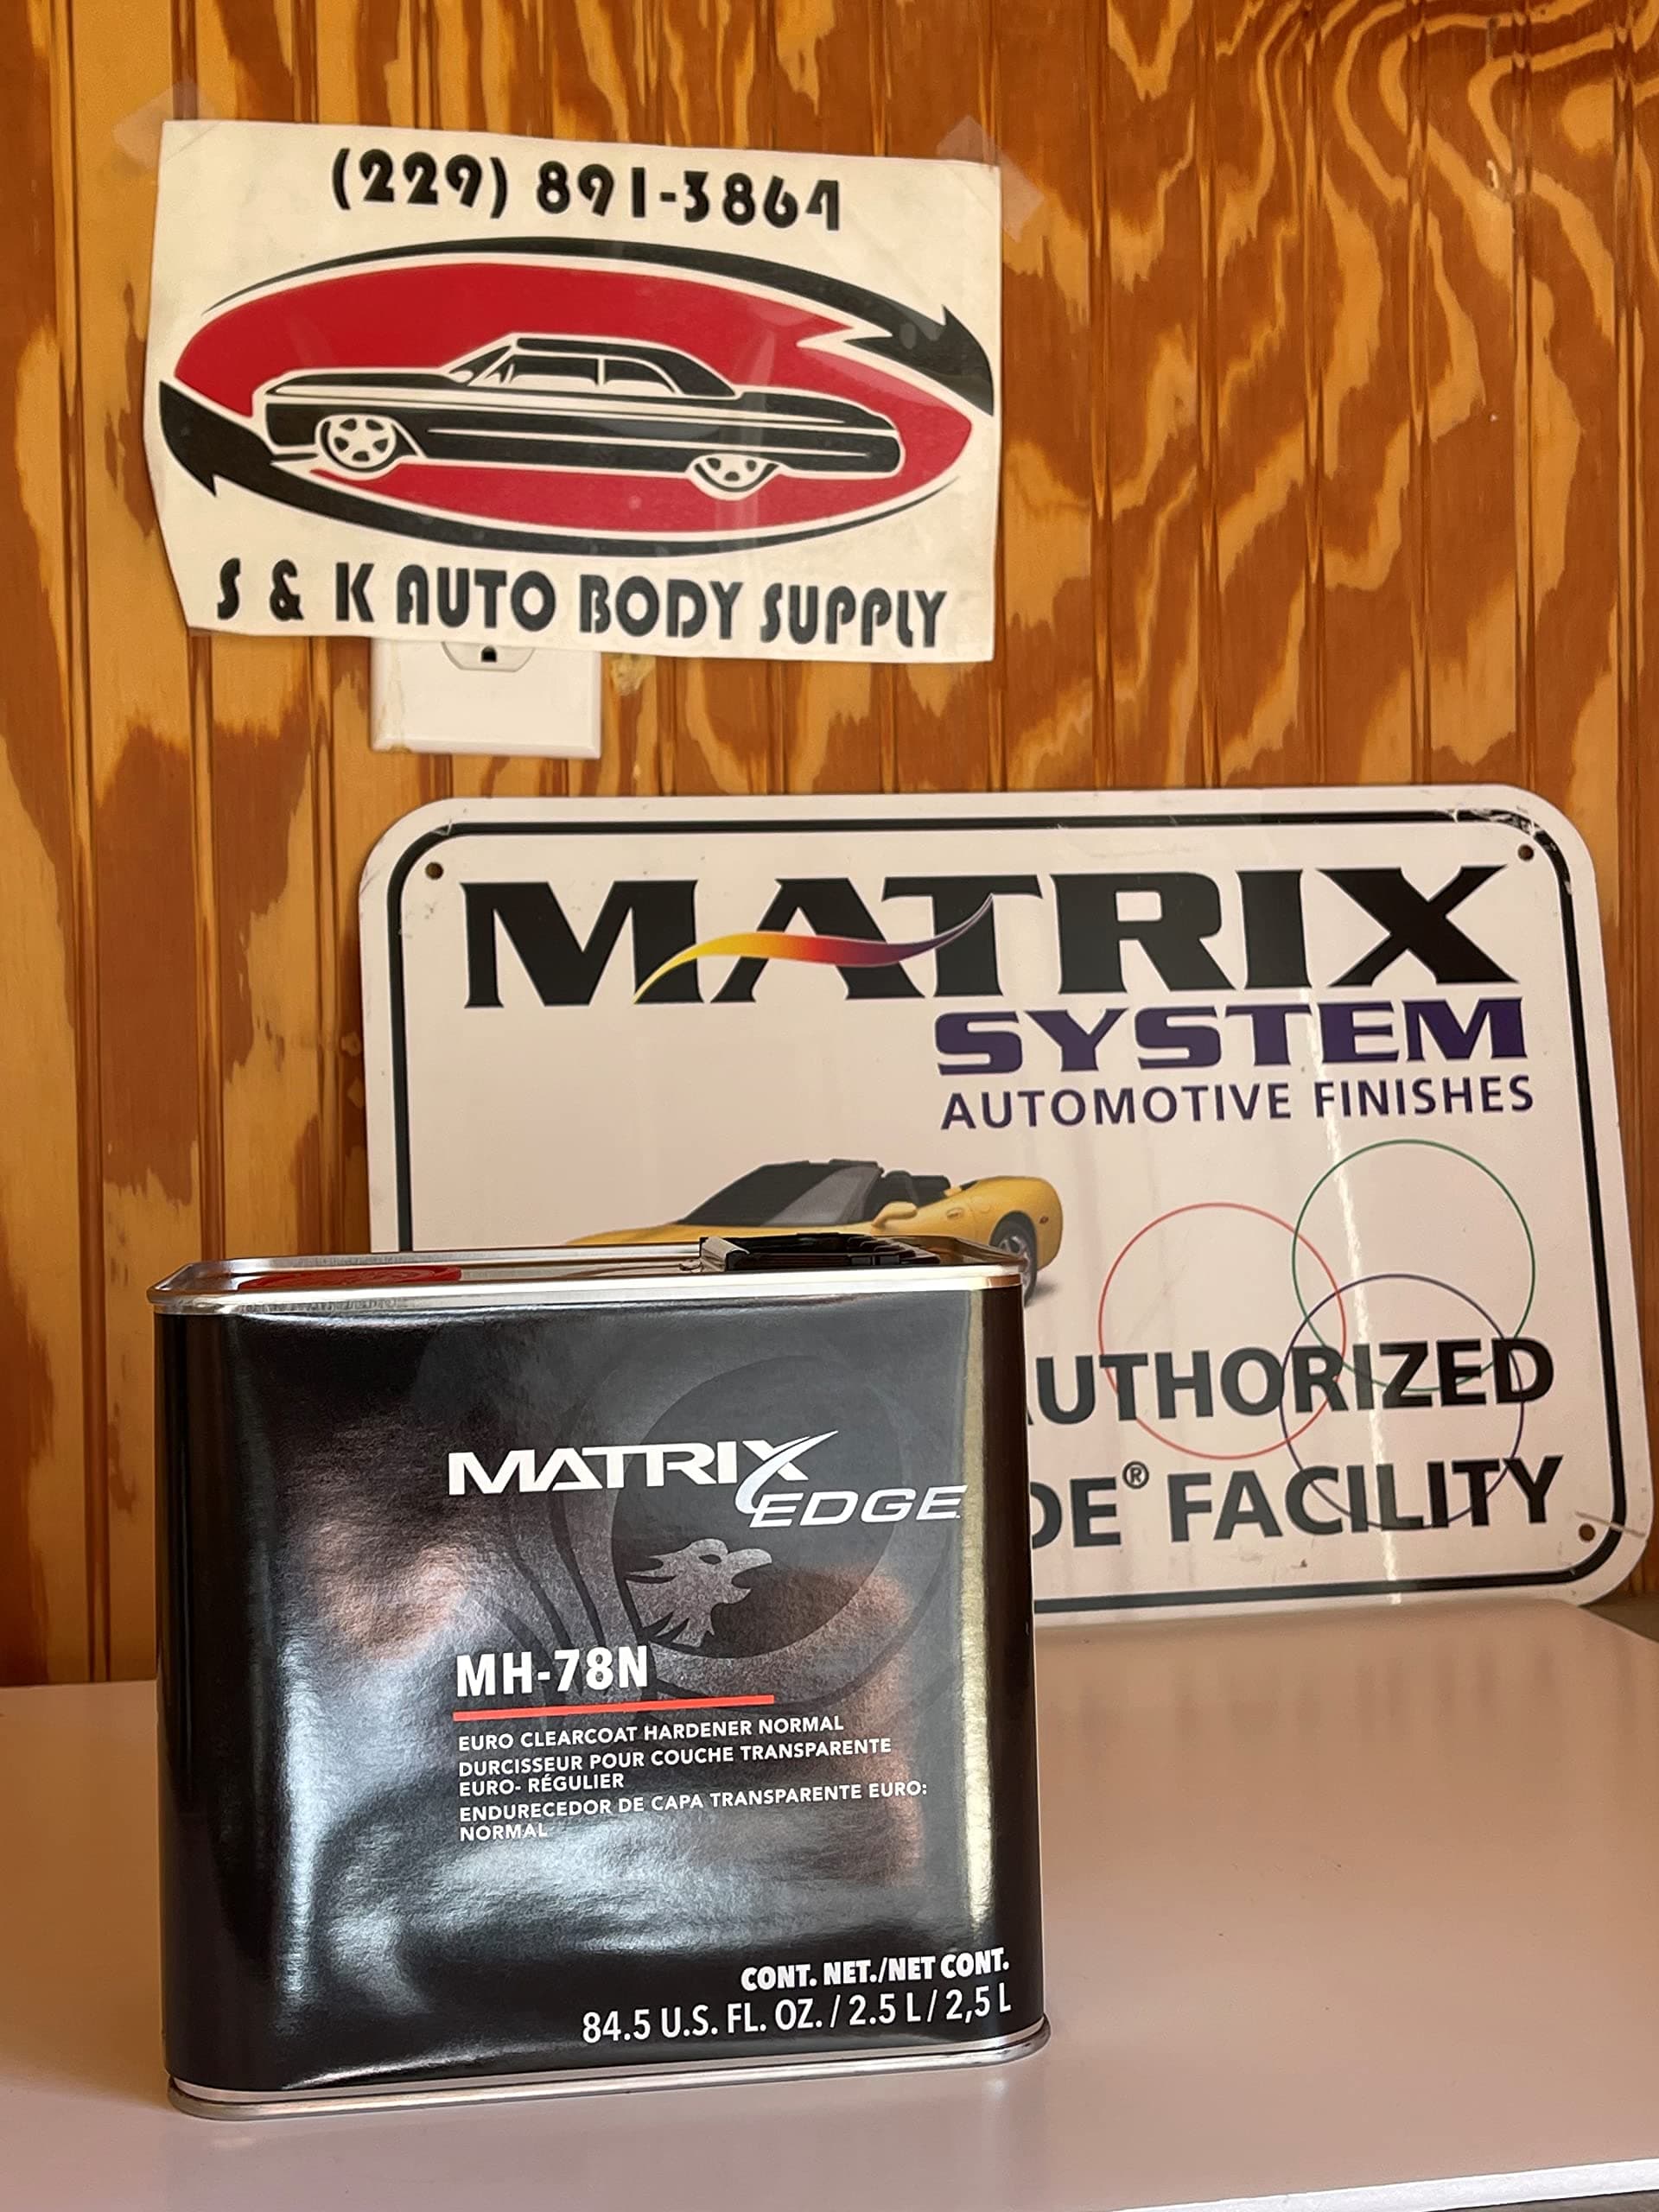 (229) 891-3864
S & K AUTO BODY SUPPLY
MATRIX
SYSTEM
AUTOMOTIVE FINISHES
FACILITY
MATRIX
EDGE
MH-78N
EURO CLEARCOAT HARDENER NORMAL
DURCISSEUR POUR COUCHE TRANSPARENTE
EURO- RÉGULIER
ENDURECEDOR DE CAPA TRANSPARENTE EURO:
NORMAL
CONT. NET./NET CONT.
84.5 U.S. FL. OZ. / 2.5 L / 2,5 L